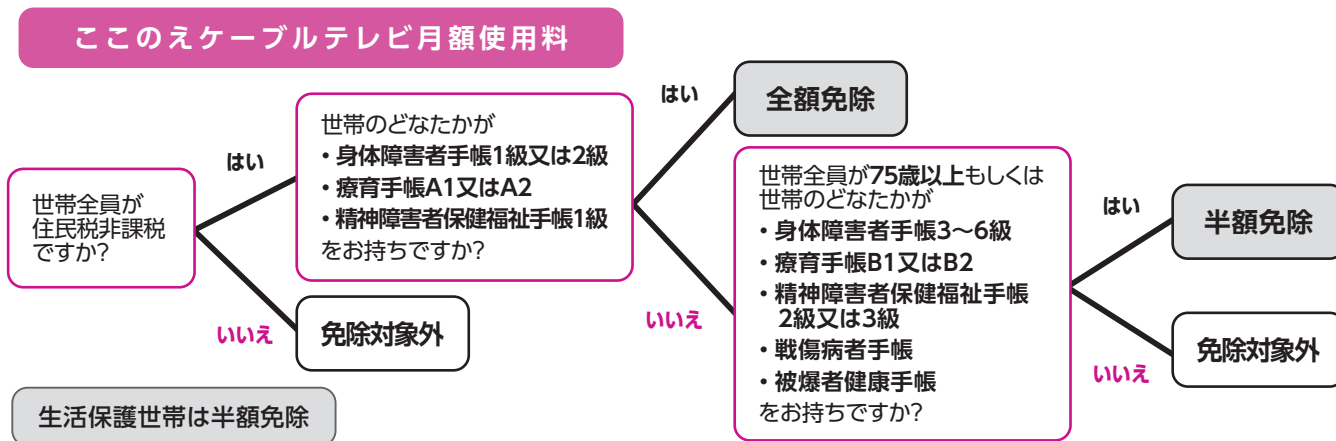 ここのえケーブルテレビ月額使用料
世帯全員が
住民税非課税
ですか?
はい
いいえ
世帯のどなたかが
・身体障害者手帳1級又は2級
・療育手帳A1又はA2
・精神障害者保健福祉手帳1級
をお持ちですか?
免除対象外
はい
いいえ
全額免除
世帯全員が75歳以上もしくは
世帯のどなたかが
・身体障害者手帳3〜6級
・療育手帳B1又はB2
・精神障害者保健福祉手帳
2級又は3級
・戦傷病者手帳
・被爆者健康手帳
をお持ちですか?
はい
いいえ
半額免除
免除対象外
生活保護世帯は半額免除